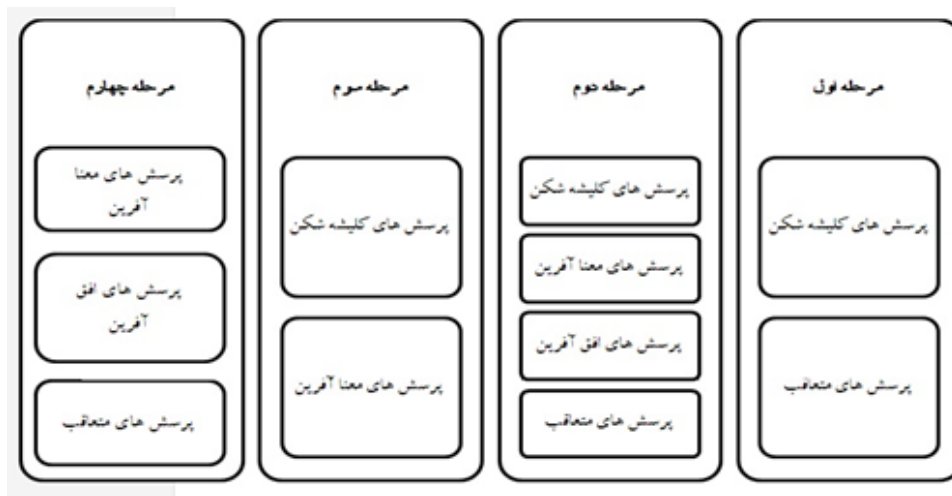 مرحله اول
پرسش های کلیشه شکن
پرسش های متعاقب
مرحله دوم
پرسش های کلیشه شکن
پرسش های معنا آفرین
پرسش های افق آفرین
پرسش های متعاقب
مرحله سوم
پرسش های کلیشه شکن
پرسش های معنا آفرین
مرحله چهارم
پرسش های معنا
آفرین
پرسش های افق
آفرین
پرسش های متعاقب